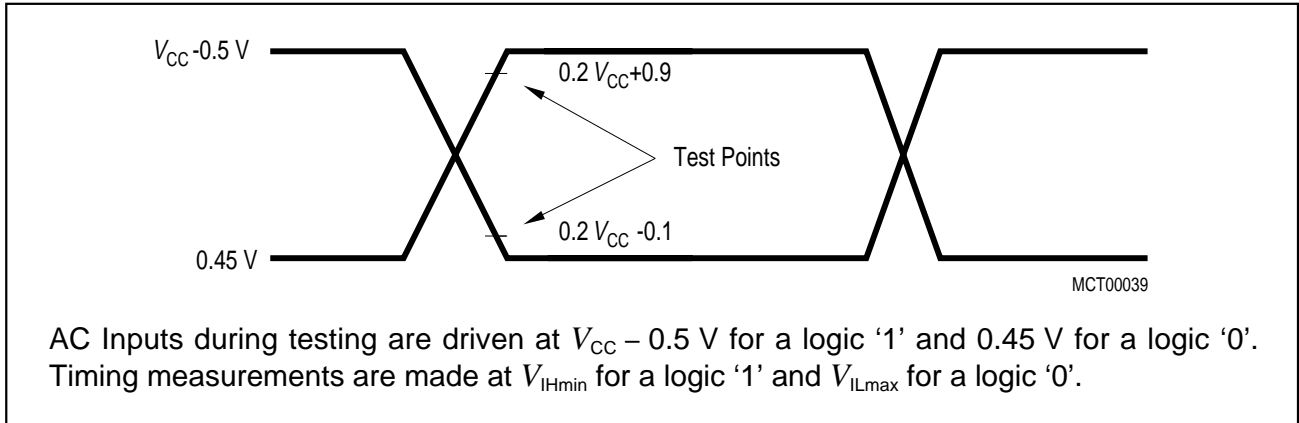 VCC -0.5 V
0.2 VCC+0.9
Test Points
0.2 VCC -0.1
0.45 V
MCT00039
AC Inputs during testing are driven at VCC – 0.5 V for a logic ‘1’ and 0.45 V for a logic ‘0’.
Timing measurements are made at VIHmin for a logic ‘1’ and VILmax for a logic ‘0’.